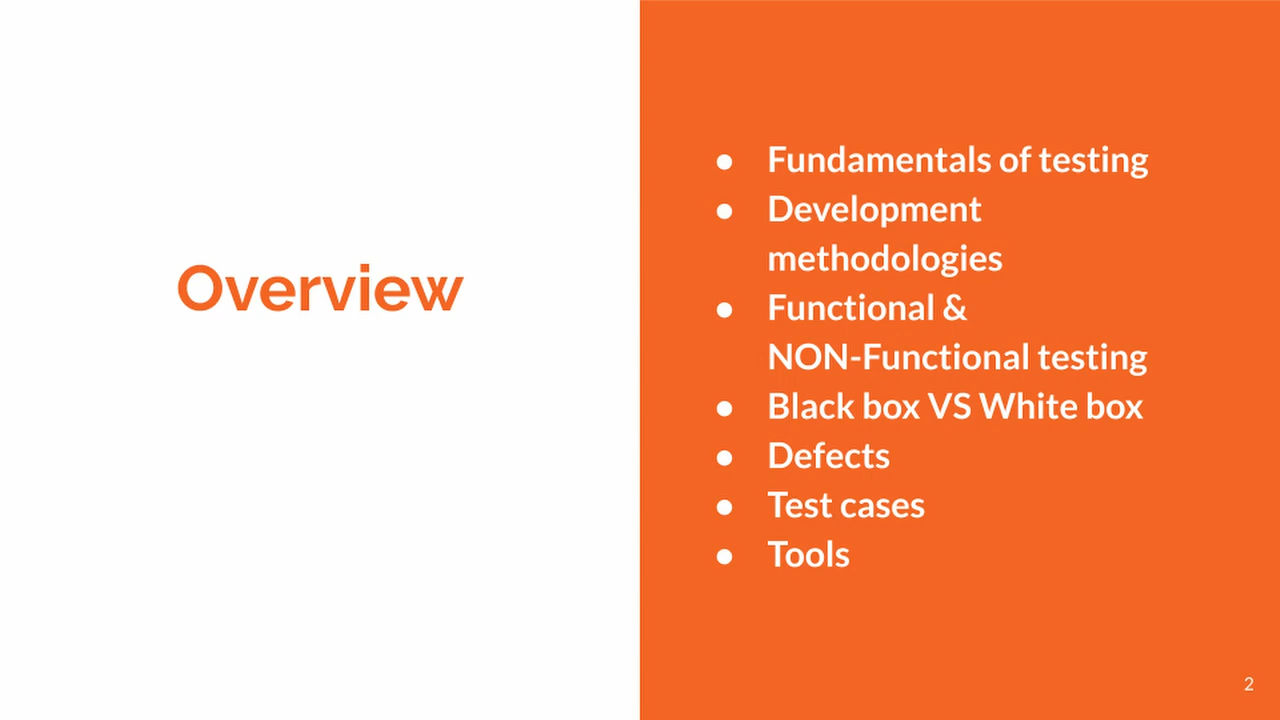 Overview
● Fundamentals of testing
● Development
methodologies
● Functional &
NON-Functional testing
● Black box VS White box
● Defects
● Test cases
● Tools
2